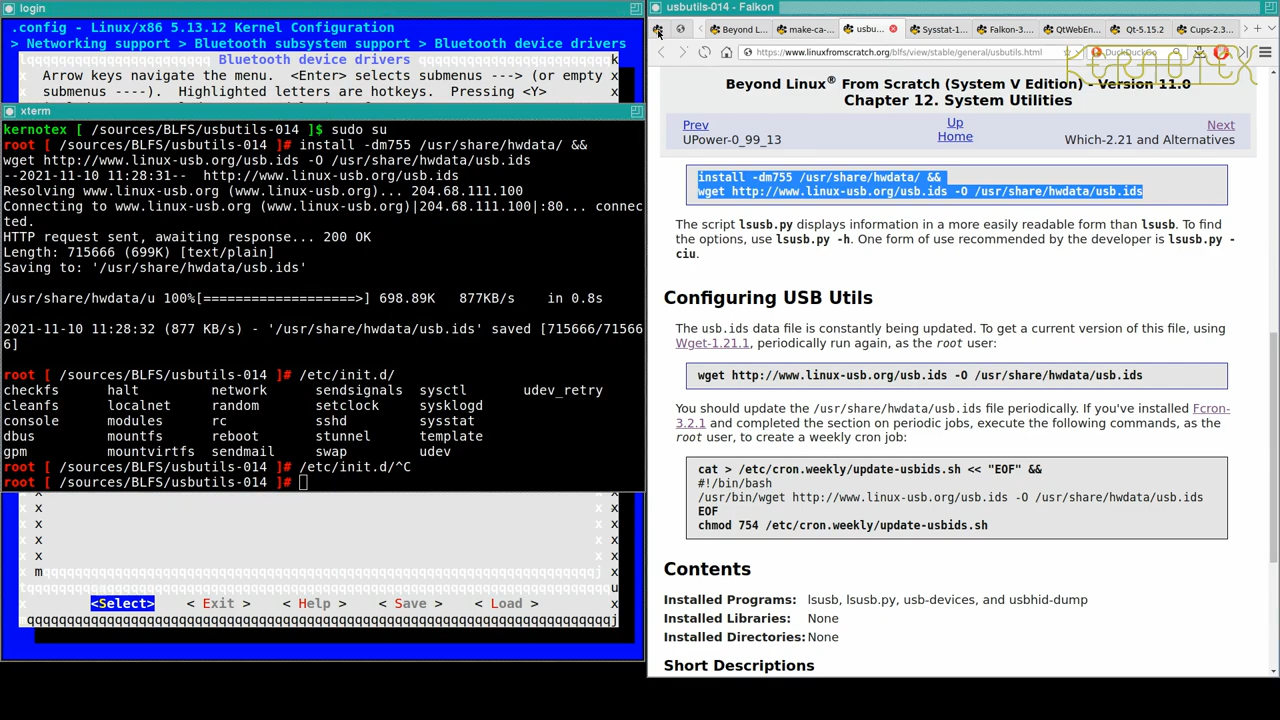 login
.config - Linux/x86 5.13.12 Kernel Configuration
> Networking support > Bluetooth subsystem support > Bluetooth device drivers
lqqqqqqqqqqqqqqqqqqqqqqqq Bluetooth device drivers qqqqqqqqqqqqqqqqqqqqqqqqk
x Arrow keys navigate the menu. <Enter> selects submenus ---> (or empty x
x submenus ----). Highlighted letters are hotkeys. Pressing <Y> x
xterm
kernotex [ /sources/BLFS/usbutils-014 ]$ sudo su
root [ /sources/BLFS/usbutils-014 ]# install -dm755 /usr/share/hwdata/ &&
wget http://www.linux-usb.org/usb.ids -O /usr/share/hwdata/usb.ids
--2021-11-10 11:28:31-- http://www.linux-usb.org/usb.ids
Resolving www.linux-usb.org (www.linux-usb.org)... 204.68.111.100
Connecting to www.linux-usb.org (www.linux-usb.org)|204.68.111.100|:80... connec
ted.
HTTP request sent, awaiting response... 200 OK
Length: 715666 (699K) [text/plain]
Saving to: '/usr/share/hwdata/usb.ids'
/usr/share/hwdata/u 100%[===================>] 698.89K 877KB/s in 0.8s
2021-11-10 11:28:32 (877 KB/s) - '/usr/share/hwdata/usb.ids' saved [715666/71566
6]
root [ /sources/BLFS/usbutils-014 ]# /etc/init.d/
checkfs halt network sendsignals sysctl udev_retry
cleanfs localnet random setclock sysklogd
console modules rc sshd sysstat
dbus mountfs reboot stunnel template
gpm mountvirtfs sendmail swap udev
root [ /sources/BLFS/usbutils-014 ]# /etc/init.d/^C
root [ /sources/BLFS/usbutils-014 ]#
<Select> < Exit > < Help > < Save > < Load >
usbutils-014 - Falkon
Beyond L... make-ca-... usbu... Sysstat-1... Falkon-3.... QtWebEn... Qt-5.15.2 Cups-2.3...
https://www.linuxfromscratch.org/blfs/view/stable/general/usbutils.html DuckDuckGo
KERNOTEX
Beyond Linux® From Scratch (System V Edition) - Version 11.0
Chapter 12. System Utilities
Prev Up Next
UPower-0_99_13 Home Which-2.21 and Alternatives
install -dm755 /usr/share/hwdata/ &&
wget http://www.linux-usb.org/usb.ids -O /usr/share/hwdata/usb.ids
The script lsusb.py displays information in a more easily readable form than lsusb. To find
the options, use lsusb.py -h. One form of use recommended by the developer is lsusb.py -
ciu.
Configuring USB Utils
The usb.ids data file is constantly being updated. To get a current version of this file, using
Wget-1.21.1, periodically run again, as the root user:
wget http://www.linux-usb.org/usb.ids -O /usr/share/hwdata/usb.ids
You should update the /usr/share/hwdata/usb.ids file periodically. If you've installed Fcron-
3.2.1 and completed the section on periodic jobs, execute the following commands, as the
root user, to create a weekly cron job:
cat > /etc/cron.weekly/update-usbids.sh << "EOF" &&
#!/bin/bash
/usr/bin/wget http://www.linux-usb.org/usb.ids -O /usr/share/hwdata/usb.ids
EOF
chmod 754 /etc/cron.weekly/update-usbids.sh
Contents
Installed Programs: lsusb, lsusb.py, usb-devices, and usbhid-dump
Installed Libraries: None
Installed Directories: None
Short Descriptions